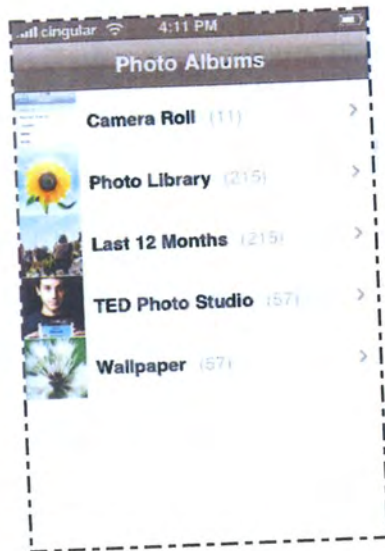 cingular 4:11 PM
Photo Albums
Camera Roll (11)
Photo Library (215)
Last 12 Months (215)
TED Photo Studio (57)
Wallpaper (57)